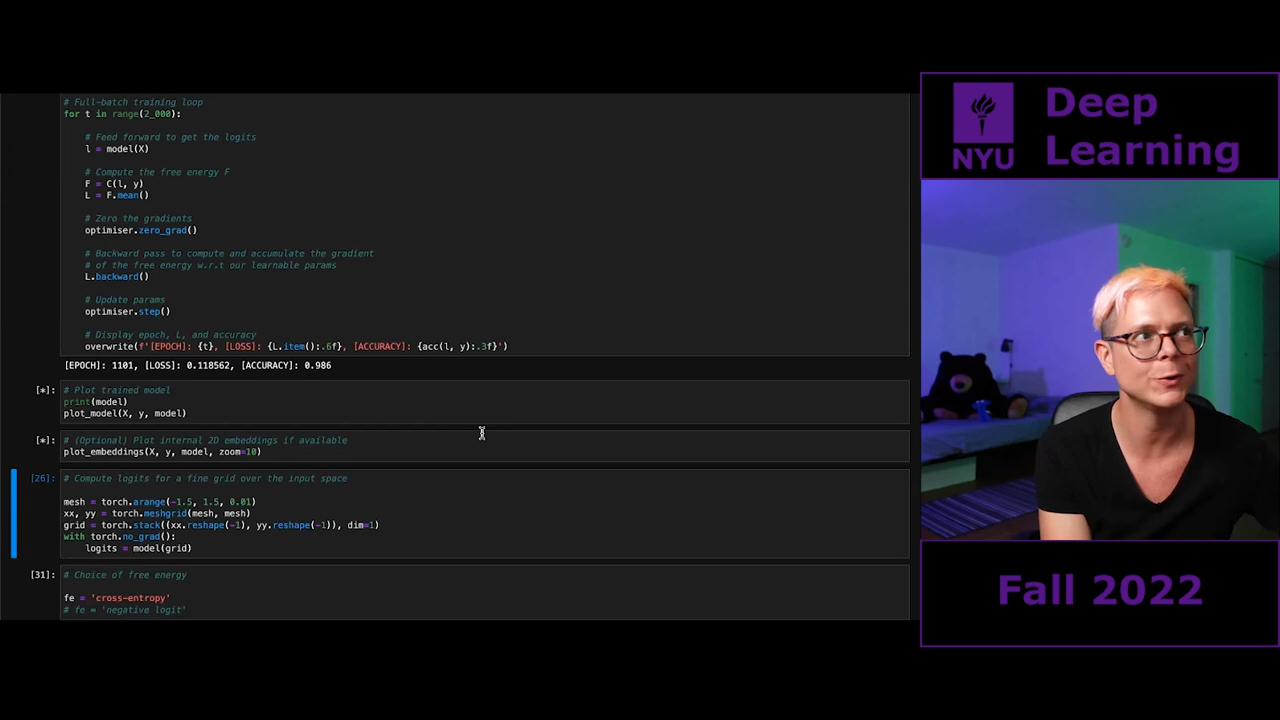 # Full-batch training loop
for t in range(2_000):
# Feed forward to get the logits
l = model(X)
# Compute the free energy F
F = C(l, y)
L = F.mean()
# Zero the gradients
optimiser.zero_grad()
# Backward pass to compute and accumulate the gradient
# of the free energy w.r.t our learnable params
L.backward()
# Update params
optimiser.step()
# Display epoch, L, and accuracy
overwrite(f'[EPOCH]: {t}, [LOSS]: {L.item():.6f}, [ACCURACY]: {acc(l, y):.3f}')
[EPOCH]: 1101, [LOSS]: 0.118562, [ACCURACY]: 0.986
[*]: # Plot trained model
print(model)
plot_model(X, y, model)
[*]: # (Optional) Plot internal 2D embeddings if available
plot_embeddings(X, y, model, zoom=10)
[26]: # Compute logits for a fine grid over the input space
mesh = torch.arange(-1.5, 1.5, 0.01)
xx, yy = torch.meshgrid(mesh, mesh)
grid = torch.stack((xx.reshape(-1), yy.reshape(-1)), dim=1)
with torch.no_grad():
logits = model(grid)
[31]: # Choice of free energy
fe = 'cross-entropy'
# fe = 'negative logit'
NYU
Deep
Learning
Fall 2022